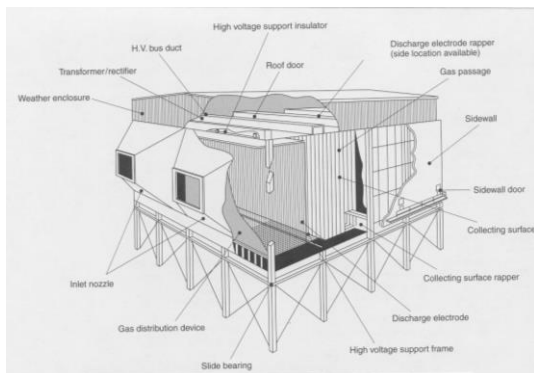 High voltage support insulator
H.V. bus duct
Transformer/rectifier
Roof door
Discharge electrode rapper
(side location available)
Gas passage
Weather enclosure
Sidewall
Sidewall door
Collecting surface
Inlet nozzle
Collecting surface rapper
Gas distribution device
Discharge electrode
Slide bearing
High voltage support frame